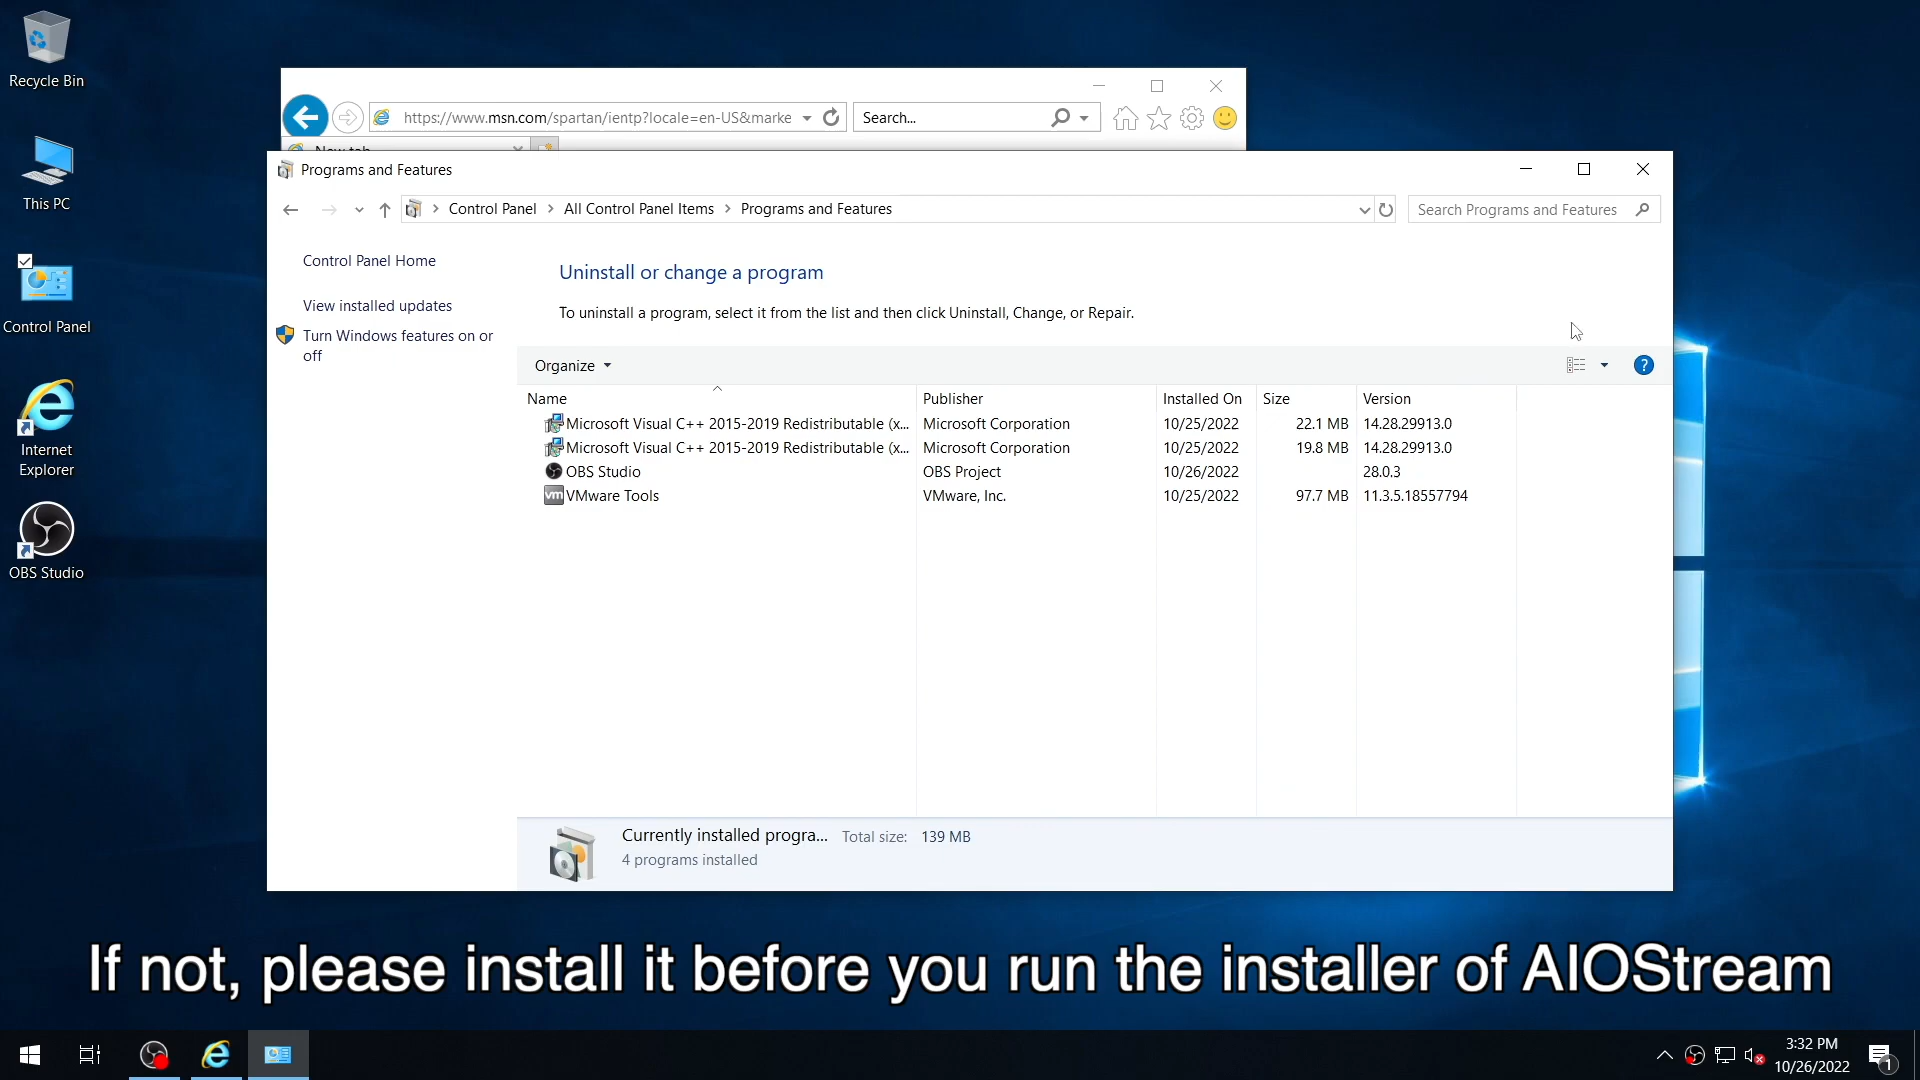 Recycle Bin
This PC
Control Panel
Internet
Explorer
OBS Studio
https://www.msn.com/spartan/ientp?locale=en-US&marke
Search...
New tab
Programs and Features
Control Panel
All Control Panel Items
Programs and Features
Search Programs and Features
Control Panel Home
View installed updates
Turn Windows features on or
off
Uninstall or change a program
To uninstall a program, select it from the list and then click Uninstall, Change, or Repair.
Organize
Name Publisher Installed On Size Version
Microsoft Visual C++ 2015-2019 Redistributable (x... Microsoft Corporation 10/25/2022 22.1 MB 14.28.29913.0
Microsoft Visual C++ 2015-2019 Redistributable (x... Microsoft Corporation 10/25/2022 19.8 MB 14.28.29913.0
OBS Studio OBS Project 10/26/2022 28.0.3
vm VMware Tools VMware, Inc. 10/25/2022 97.7 MB 11.3.5.18557794
Currently installed progra... Total size: 139 MB
4 programs installed
If not, please install it before you run the installer of AIOStream
3:32 PM
10/26/2022
1